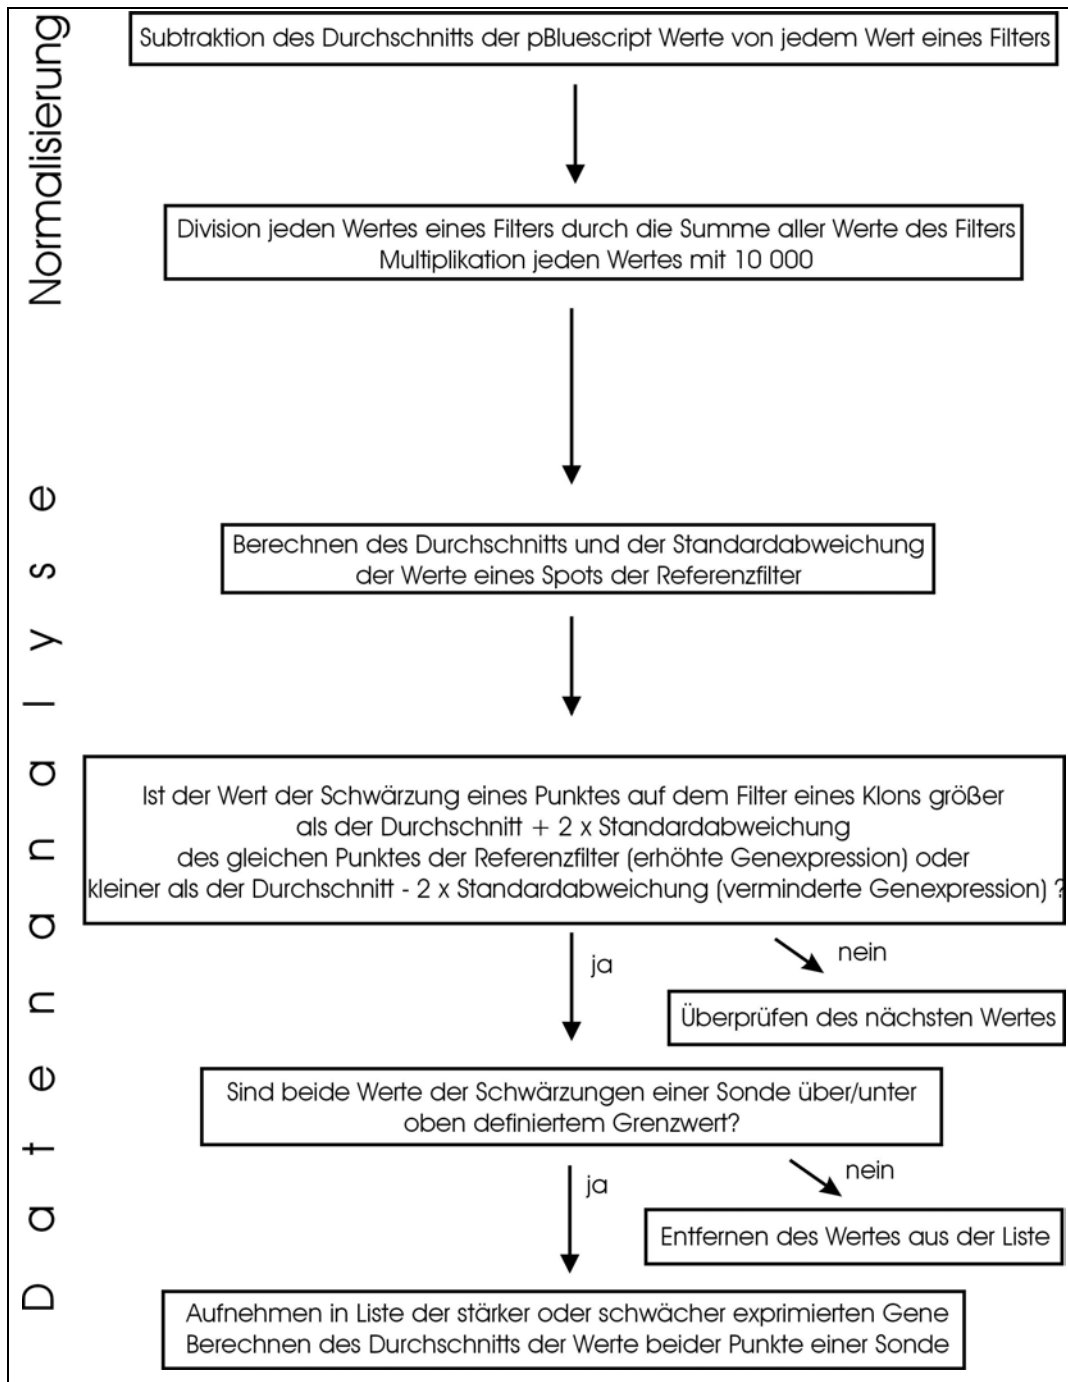 Normalisierung
Subtraktion des Durchschnitts der pBluescript Werte von jedem Wert eines Filters
Division jeden Wertes eines Filters durch die Summe aller Werte des Filters
Multiplikation jeden Wertes mit 10 000
Datenanalyse
Berechnen des Durchschnitts und der Standardabweichung
der Werte eines Spots der Referenzfilter
Ist der Wert der Schwärzung eines Punktes auf dem Filter eines Klons größer
als der Durchschnitt + 2 x Standardabweichung
des gleichen Punktes der Referenzfilter (erhöhte Genexpression) oder
kleiner als der Durchschnitt - 2 x Standardabweichung (verminderte Genexpression) ?
ja
nein
Überprüfen des nächsten Wertes
Sind beide Werte der Schwärzungen einer Sonde über/unter
oben definiertem Grenzwert?
ja
nein
Entfernen des Wertes aus der Liste
Aufnehmen in Liste der stärker oder schwächer exprimierten Gene
Berechnen des Durchschnitts der Werte beider Punkte einer Sonde